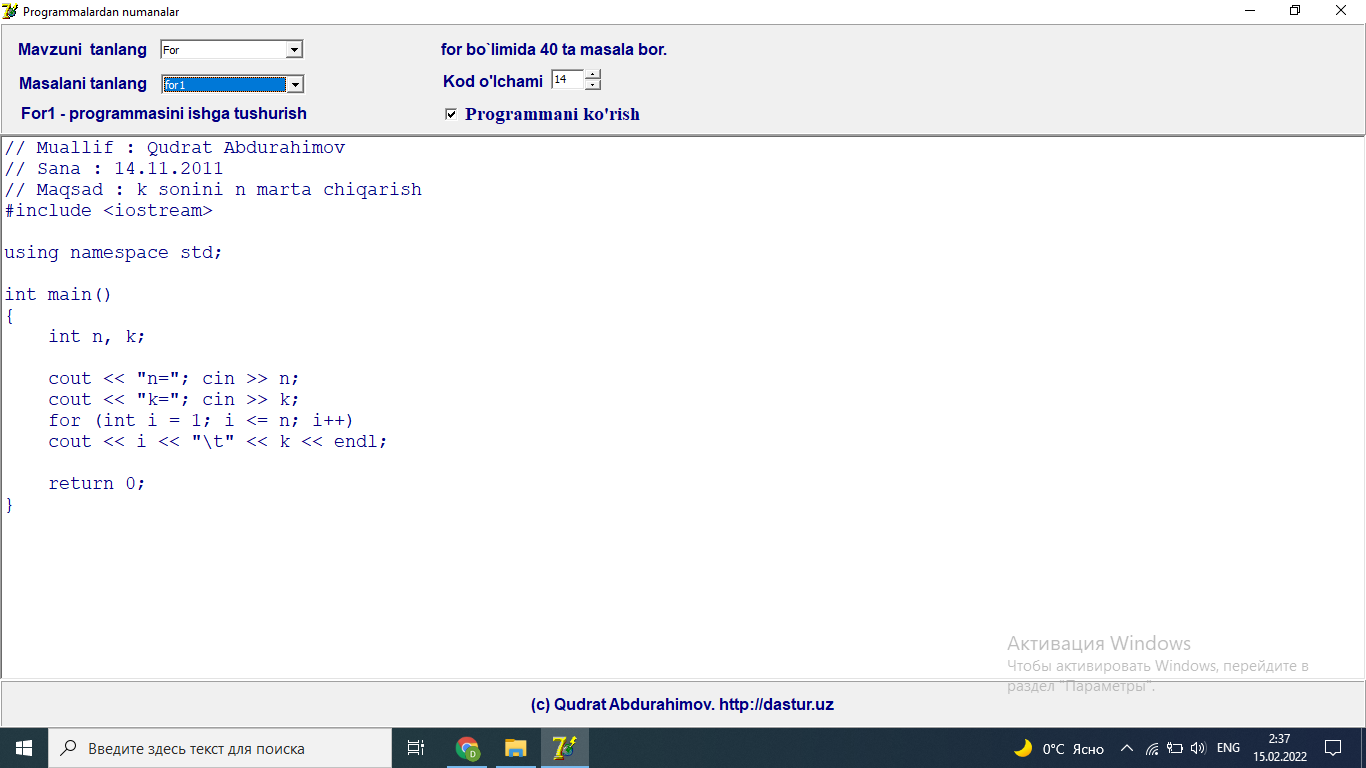 Programmalardan numanalar
Mavzuni tanlang For
for bo`limida 40 ta masala bor.
Masalani tanlang for1
Kod o'lchami 14
For1 - programmasini ishga tushurish
Programmani ko'rish
// Muallif : Qudrat Abdurahimov
// Sana : 14.11.2011
// Maqsad : k sonini n marta chiqarish
#include <iostream>
using namespace std;
int main()
{
int n, k;
cout << "n="; cin >> n;
cout << "k="; cin >> k;
for (int i = 1; i <= n; i++)
cout << i << "\t" << k << endl;
return 0;
}
Активация Windows
Чтобы активировать Windows, перейдите в
раздел "Параметры".
(c) Qudrat Abdurahimov. http://dastur.uz
Введите здесь текст для поиска
D
7
0°C Ясно
ENG
2:37
15.02.2022